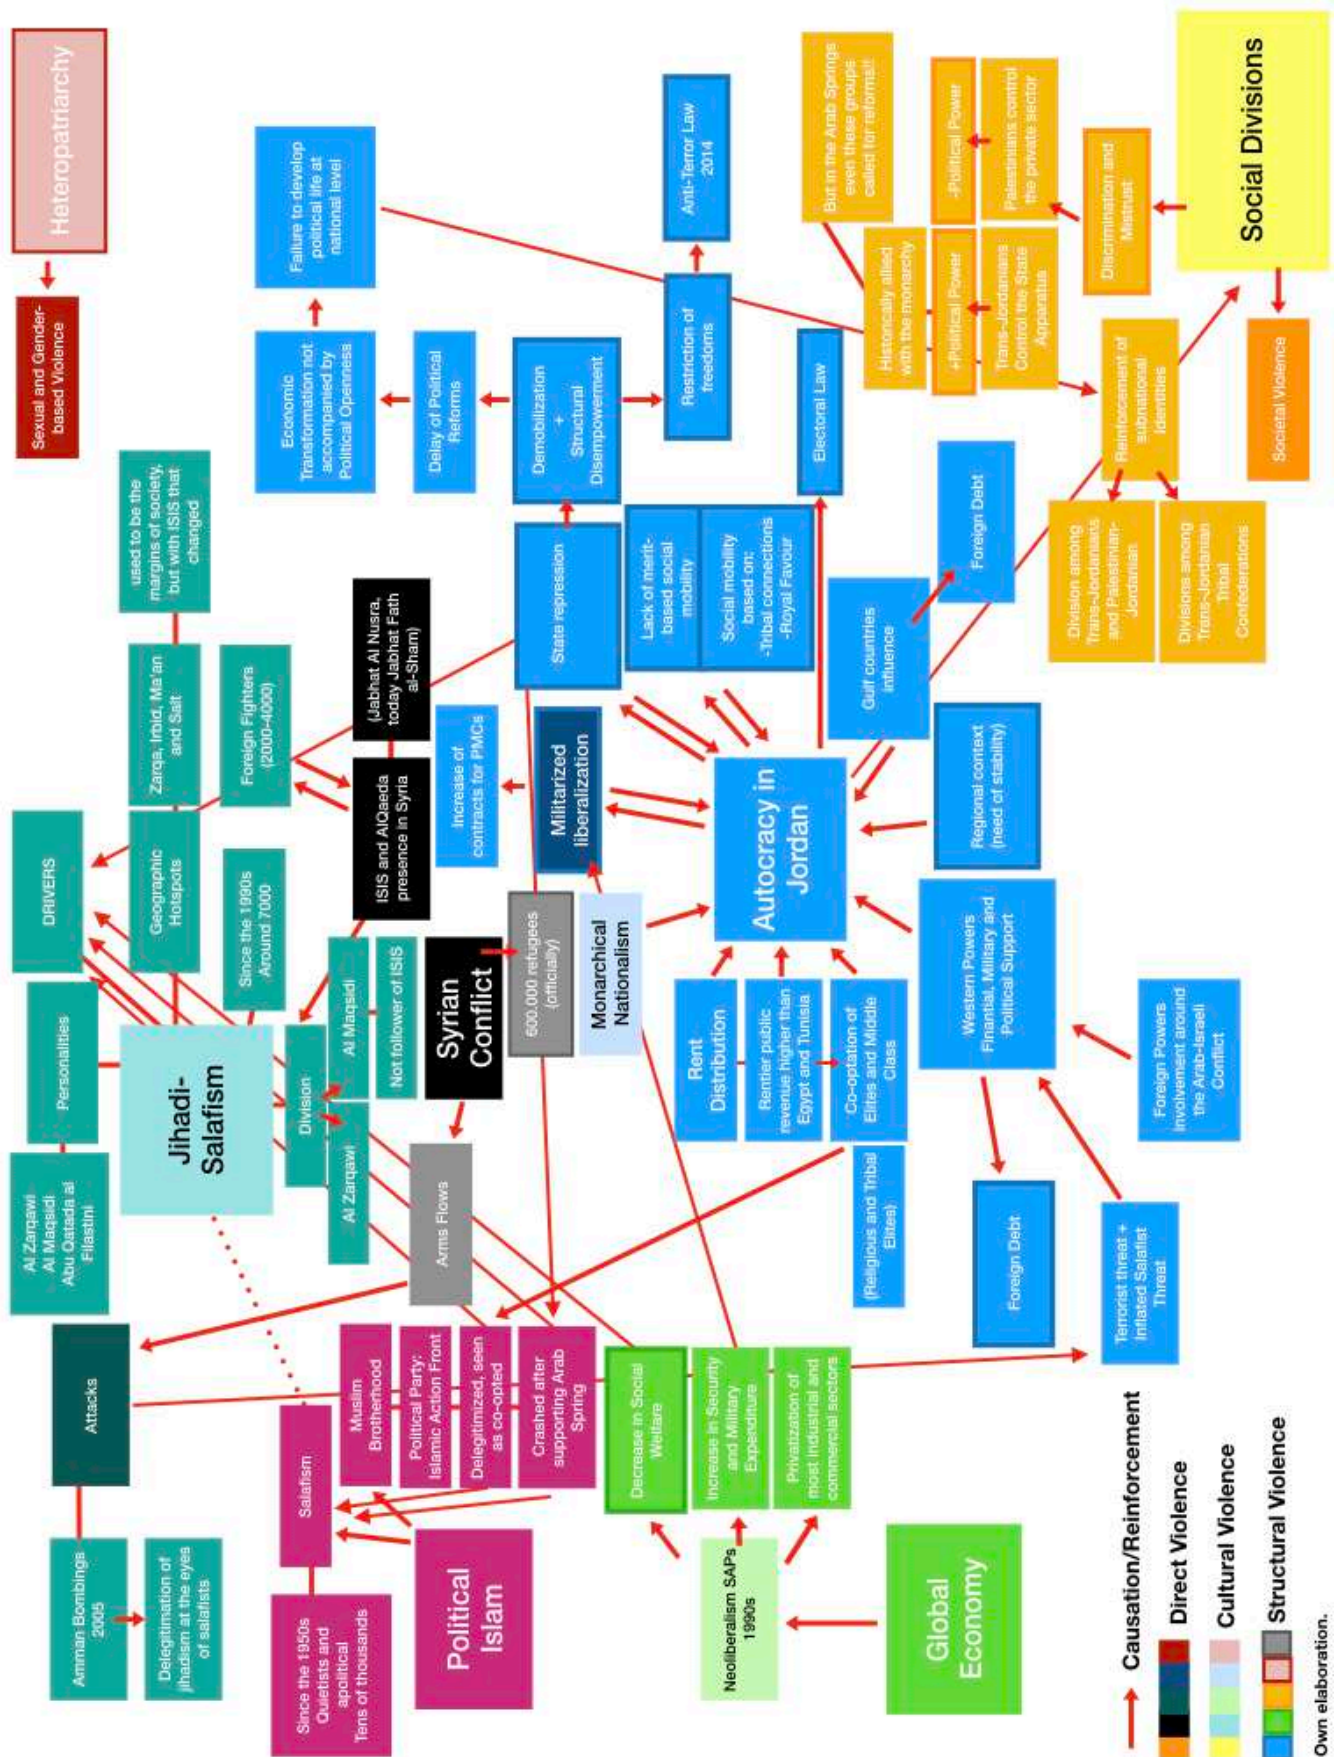 Amman Bombings
2005
Delegitimation of
jihadism at the eyes
of salafists
Attacks
Al Zarqawi
Al Maqsidi
Abu Qatada al
Filastini
Personalities
DRIVERS
Sexual and Gender-
based Violence
Heteropatriarchy
Jihadi-
Salafism
Geographic
Hotspots
Zarqa, Irbid, Ma'an
and Salt
used to be the
margins of society,
but with ISIS that
changed
Since the 1990s
Around 7000
Foreign Fighters
(2000-4000)
Since the 1950s
Quietists and
apolitical
Tens of thousands
Salafism
Division
Al Zarqawi
Al Maqsidi
Not follower of ISIS
ISIS and AlQaeda
presence in Syria
(Jabhat Al Nusra,
today Jabhat Fath
al-Sham)
Economic
Transformation not
accompanied by
Political Openness
Failure to develop
political life at
national level
Political
Islam
Muslim
Brotherhood
Political Party:
Islamic Action Front
Delegitimized, seen
as co-opted
Crashed after
supporting Arab
Spring
Arms Flows
Syrian
Conflict
600.000 refugees
(officially)
Increase of
contracts for PMCs
Militarized
liberalization
Delay of Political
Reforms
State repression
Demobilization
+
Structural
Disempowerment
Restriction of
freedoms
Anti-Terror Law
2014
Monarchical
Nationalism
Lack of merit-
based social
mobility
Social mobility
based on:
-Tribal connections
-Royal Favour
Electoral Law
Neoliberalism SAPs
1990s
Decrease in Social
Welfare
Increase in Security
and Military
Expenditure
Privatization of
most industrial and
commercial sectors
Global
Economy
Rent
Distribution
Rentier public
revenue higher than
Egypt and Tunisia
Co-optation of
Elites and Middle
Class
(Religious and Tribal
Elites)
Autocracy in
Jordan
Gulf countries
influence
Foreign Debt
Regional context
(need of stability)
Western Powers
Finantial, Military and
Political Support
Foreign Debt
Terrorist threat +
Inflated Salafist
Threat
Foreign Powers
involvement around
the Arab-Israeli
Conflict
Historically allied
with the monarchy
But in the Arab Springs
even these groups
called for reforms!!
+Political Power
-Political Power
Trans-Jordanians
Control the State
Apparatus
Palestinians control
the private sector
Discrimination and
Mistrust
Reinforcement of
subnational
Identities
Division among
Trans-Jordanians
and Palestinian-
Jordanian
Divisions among
Trans-Jordanian
Tribal
Confederations
Social Divisions
Societal Violence
Causation/Reinforcement
Direct Violence
Cultural Violence
Structural Violence
Own elaboration.